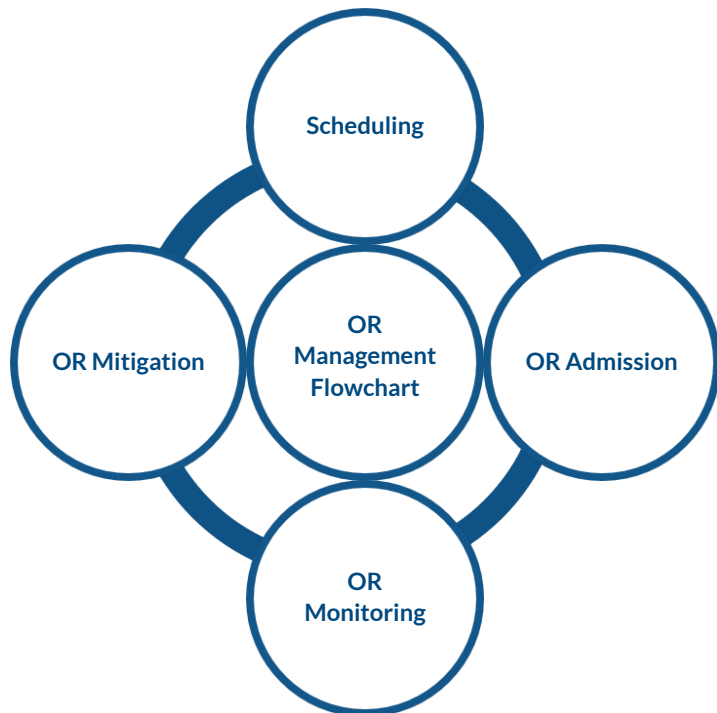 Scheduling
OR Mitigation
OR
Management
Flowchart
OR Admission
OR
Monitoring